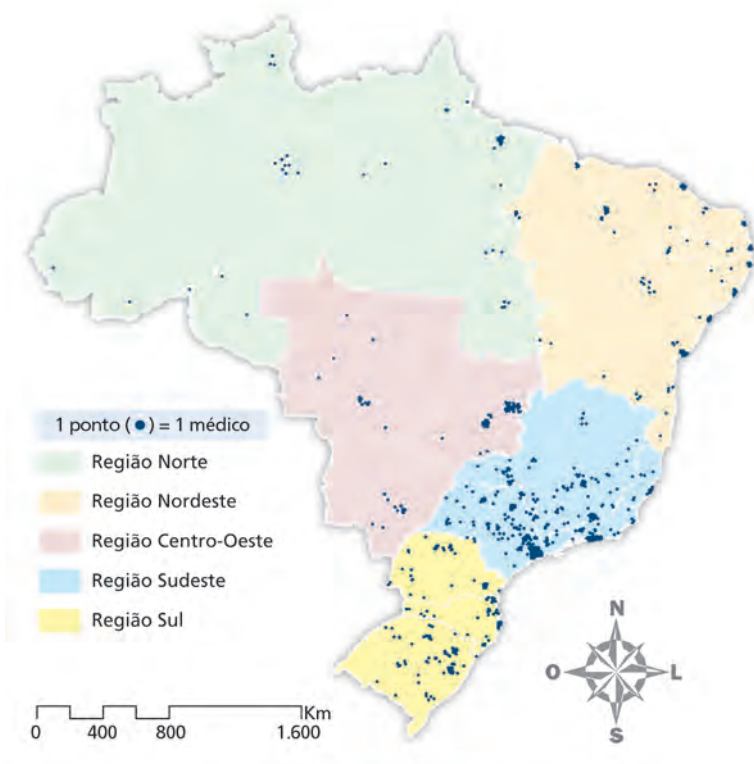 1 ponto ( ) = 1 médico
Região Norte
Região Nordeste
Região Centro-Oeste
Região Sudeste
Região Sul
N
O
L
S
Km
0
400
800
1.600